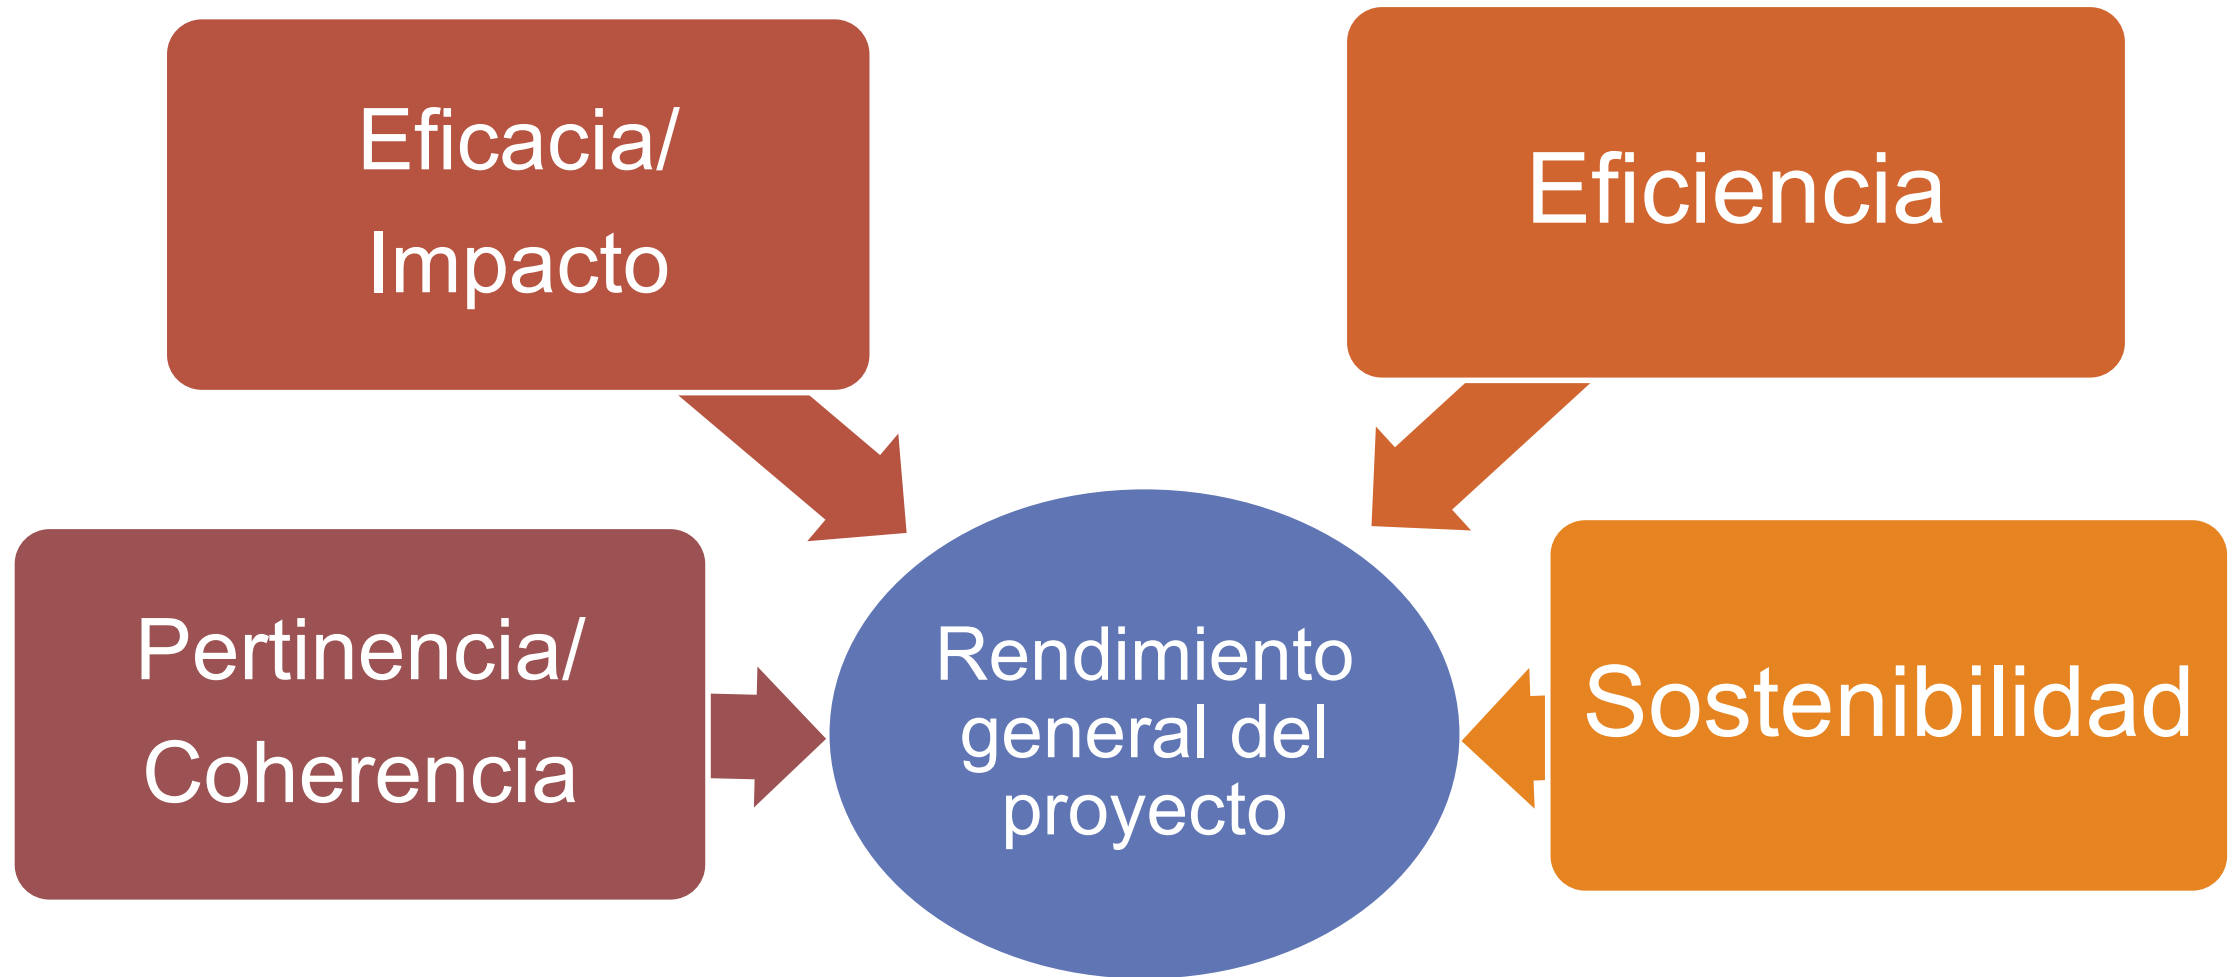 Eficacia/
Impacto
Eficiencia
Pertinencia/
Coherencia
Rendimiento
general del
proyecto
Sostenibilidad